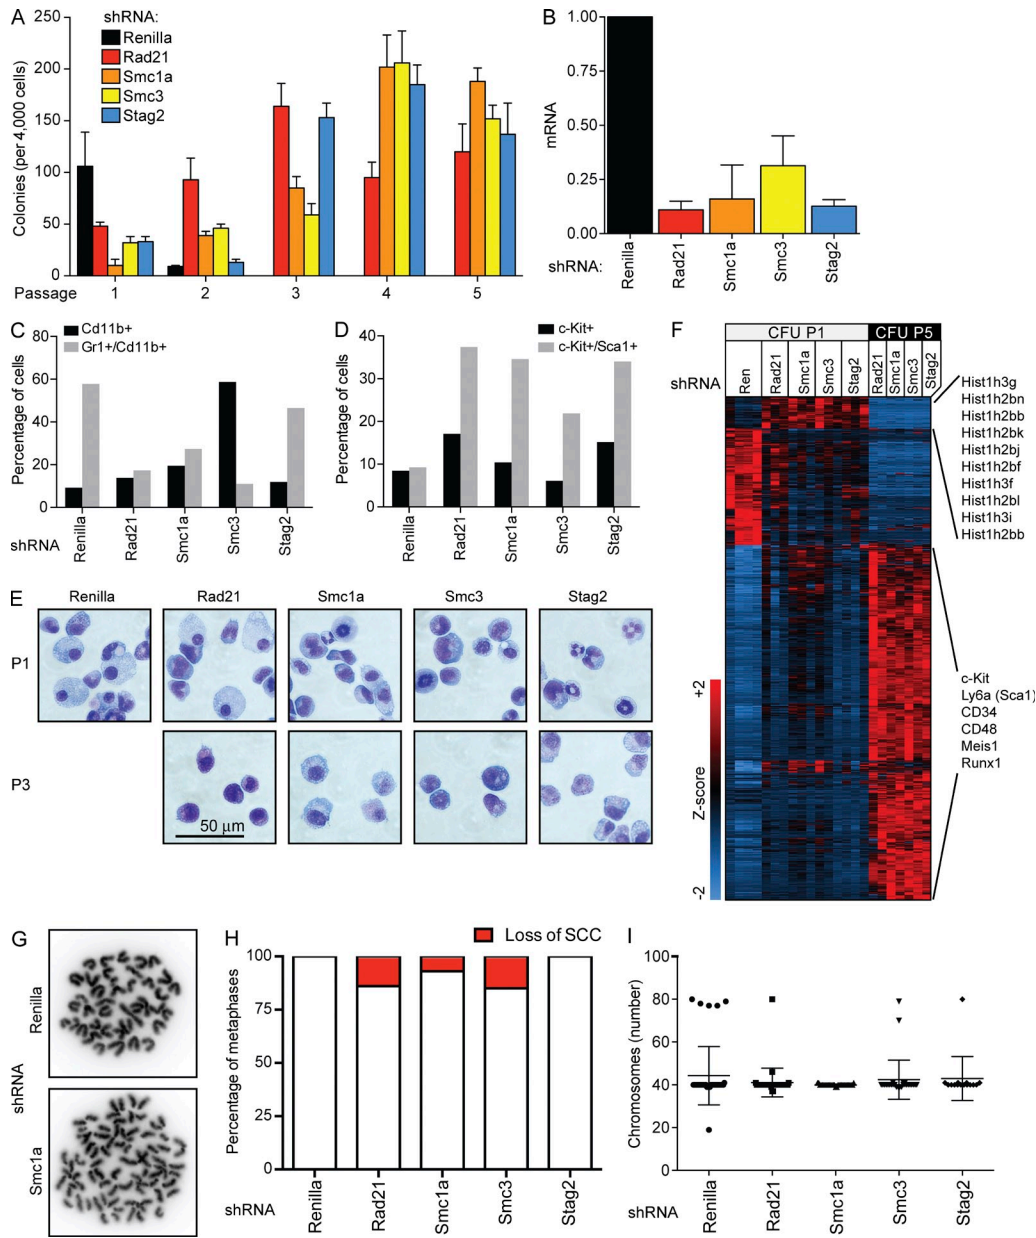 A
shRNA:
Renilla
Rad21
Smc1a
Smc3
Stag2
Colonies (per 4,000 cells)
250
200
150
100
50
0
Passage
1 2 3 4 5
B
mRNA
1.00
0.75
0.50
0.25
0.00
shRNA:
Renilla
Rad21
Smc1a
Smc3
Stag2
C
Cd11b+
Gr1+/Cd11b+
Percentage of cells
80
60
40
20
0
shRNA
Renilla
Rad21
Smc1a
Smc3
Stag2
D
c-Kit+
c-Kit+/Sca1+
Percentage of cells
40
30
20
10
0
Renilla
Rad21
Smc1a
Smc3
Stag2
E
Renilla Rad21 Smc1a Smc3 Stag2
P1
P3
50 µm
F
CFU P1 CFU P5
shRNA
Ren
Rad21
Smc1a
Smc3
Stag2
Rad21
Smc1a
Smc3
Stag2
Hist1h3g
Hist1h2bn
Hist1h2bb
Hist1h2bk
Hist1h2bj
Hist1h2bf
Hist1h3f
Hist1h2bl
Hist1h3i
Hist1h2bb
c-Kit
Ly6a (Sca1)
CD34
CD48
Meis1
Runx1
+2
Z-score
-2
G
Renilla
shRNA
Smc1a
H
Loss of SCC
Percentage of metaphases
100
75
50
25
0
shRNA
Renilla
Rad21
Smc1a
Smc3
Stag2
I
Chromosomes (number)
100
80
60
40
20
0
shRNA
Renilla
Rad21
Smc1a
Smc3
Stag2